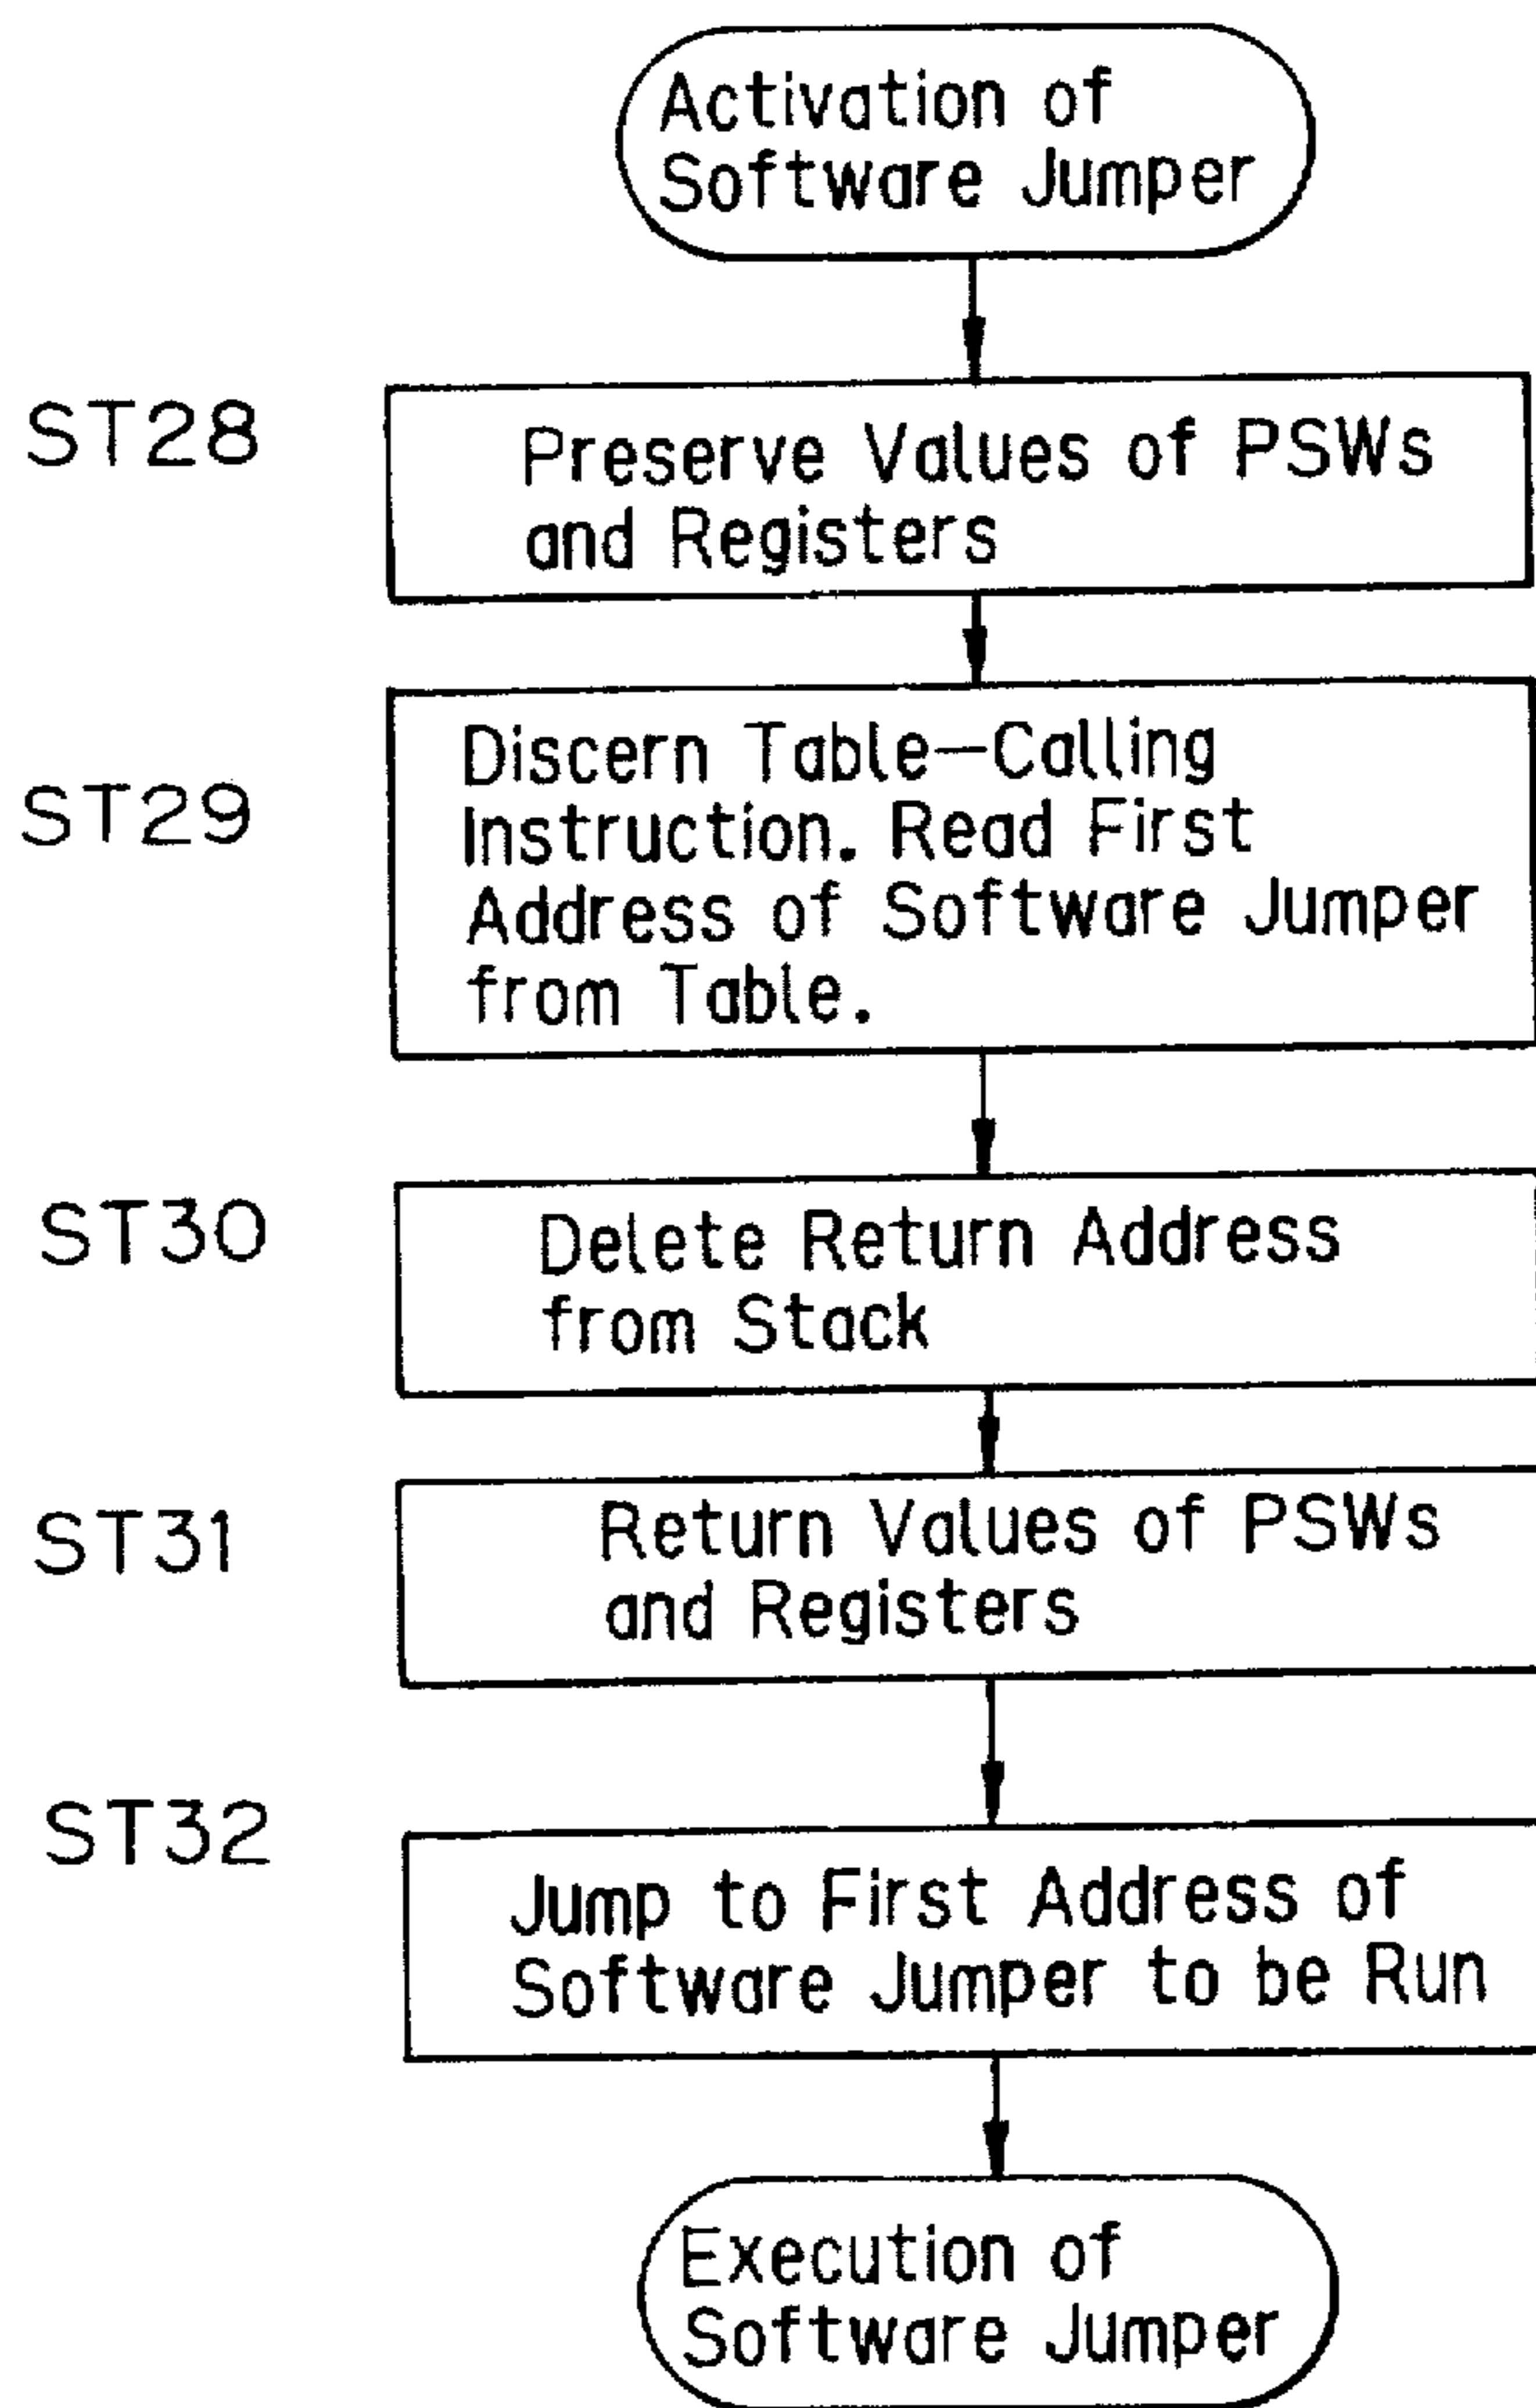 Activation of
Software Jumper
ST28
Preserve Values of PSWs
and Registers
ST29
Discern Table-Calling
Instruction. Read First
Address of Software Jumper
from Table.
ST30
Delete Return Address
from Stack
ST31
Return Values of PSWs
and Registers
ST32
Jump to First Address of
Software Jumper to be Run
Execution of
Software Jumper